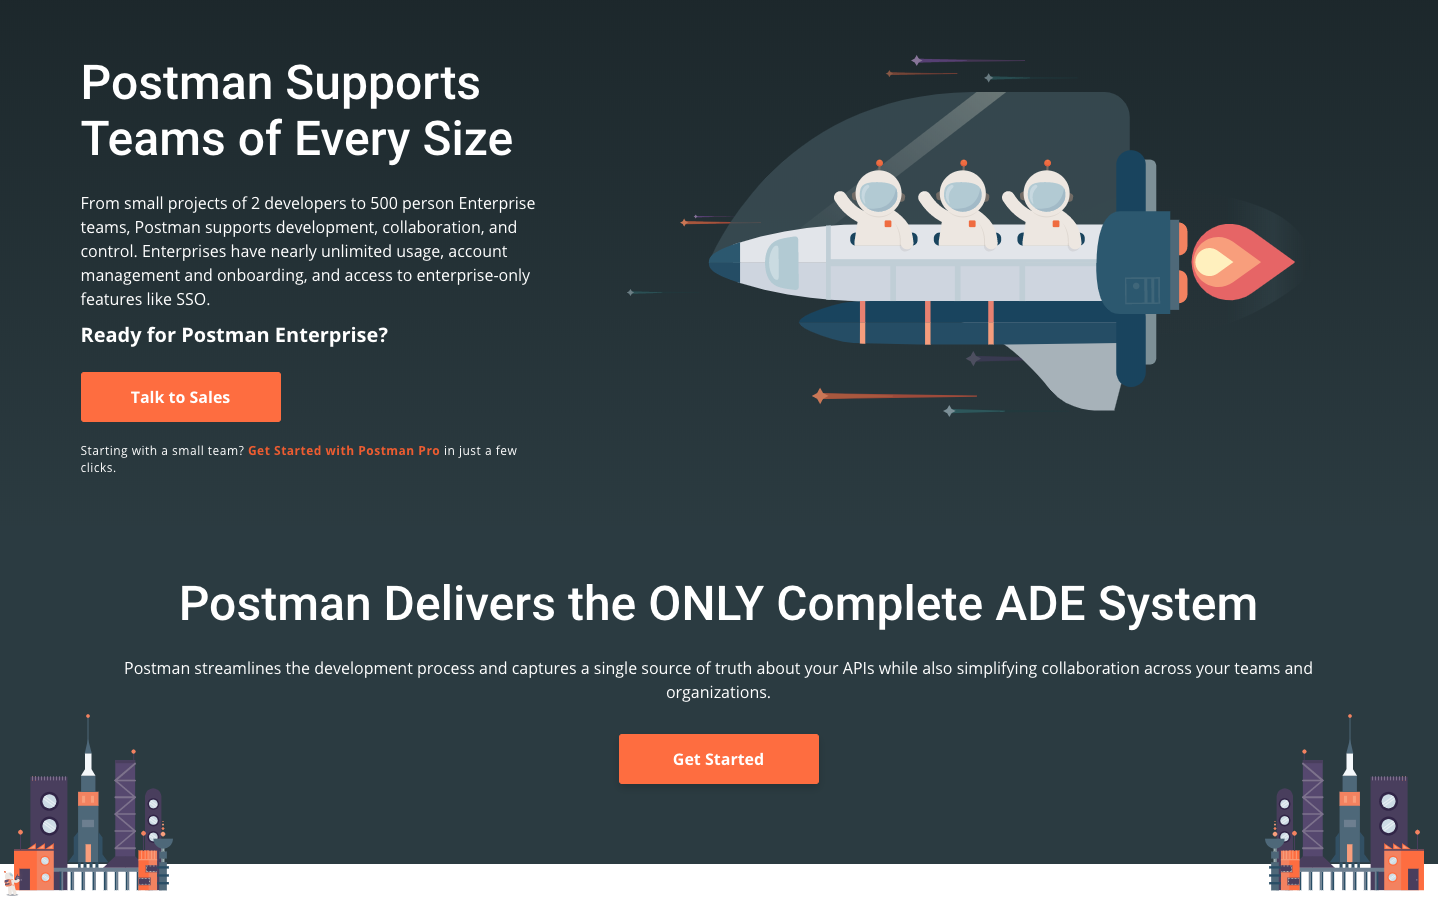 Postman Supports
Teams of Every Size
From small projects of 2 developers to 500 person Enterprise
teams, Postman supports development, collaboration, and
control. Enterprises have nearly unlimited usage, account
management and onboarding, and access to enterprise-only
features like SSO.
Ready for Postman Enterprise?
Talk to Sales
Starting with a small team? Get Started with Postman Pro in just a few
clicks.
Postman Delivers the ONLY Complete ADE System
Postman streamlines the development process and captures a single source of truth about your APIs while also simplifying collaboration across your teams and
organizations.
Get Started